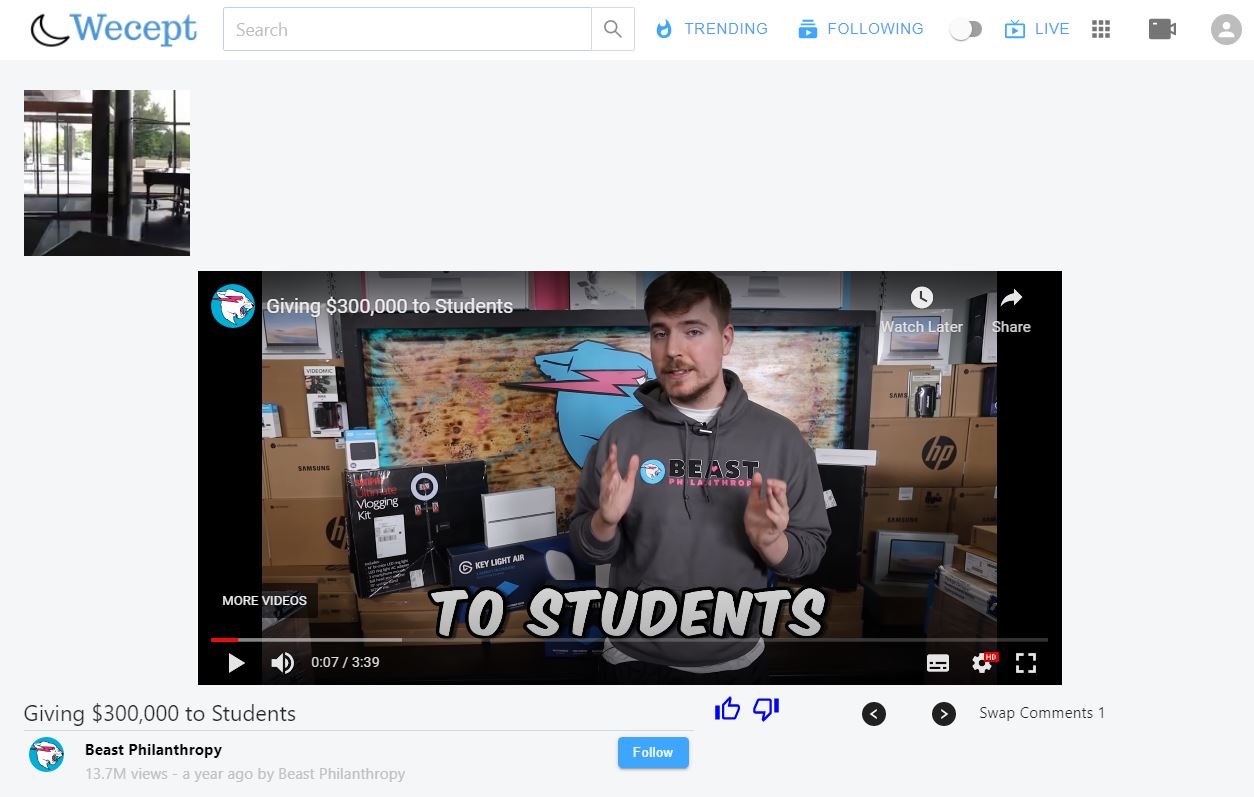 Wecept
Search
TRENDING
FOLLOWING
LIVE
Giving $300,000 to Students
Watch Later
Share
VIDEOMIC
SAMSUNG
hp
Ultimate
Vlogging
Kit
KEY LIGHT AIR
BEAST
PHILANTHROPY
SAMSUNG
hp
MORE VIDEOS
TO STUDENTS
0:07 / 3:39
HD
Giving $300,000 to Students
Swap Comments 1
Beast Philanthropy
Follow
13.7M views - a year ago by Beast Philanthropy